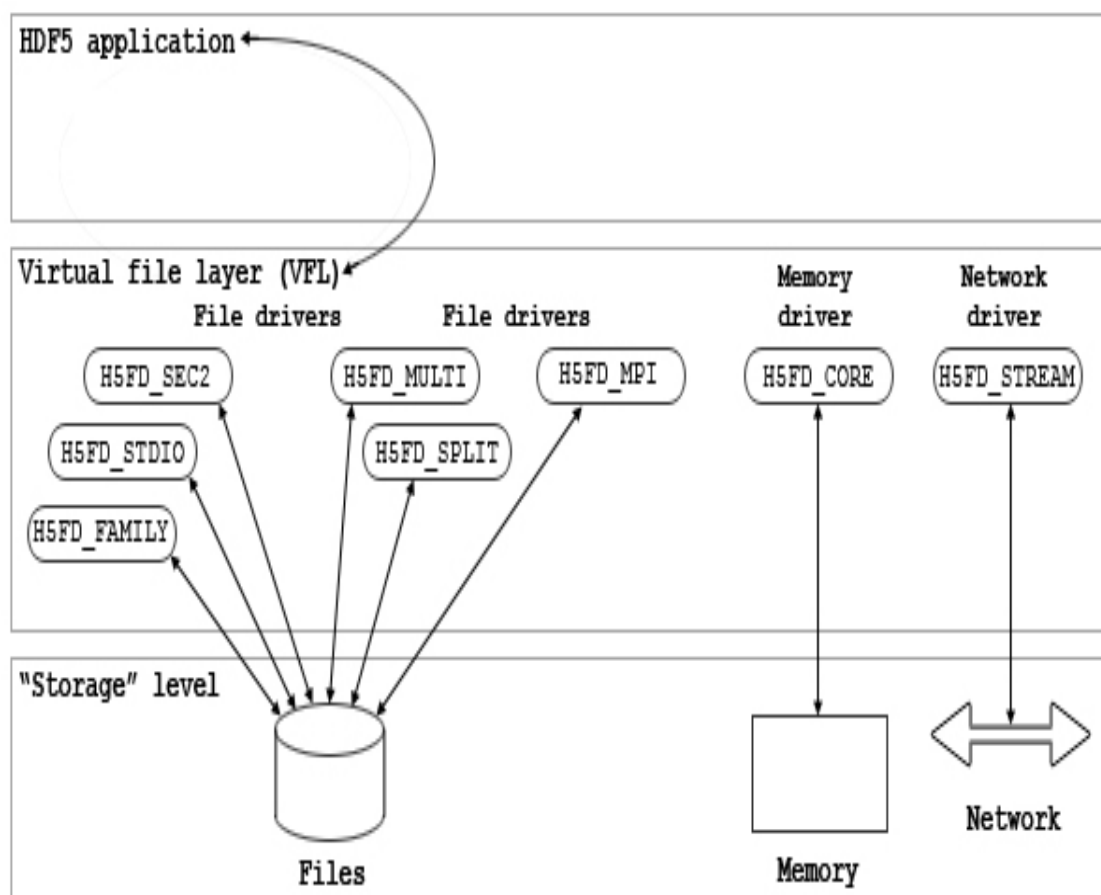 HDF5 application
Virtual file layer (VFL)
File drivers
File drivers
Memory
driver
Network
driver
H5FD_SEC2
H5FD_MULTI
H5FD_MPI
H5FD_CORE
H5FD_STREAM
H5FD_STDIO
H5FD_SPLIT
H5FD_FAMILY
“Storage” level
Files
Memory
Network